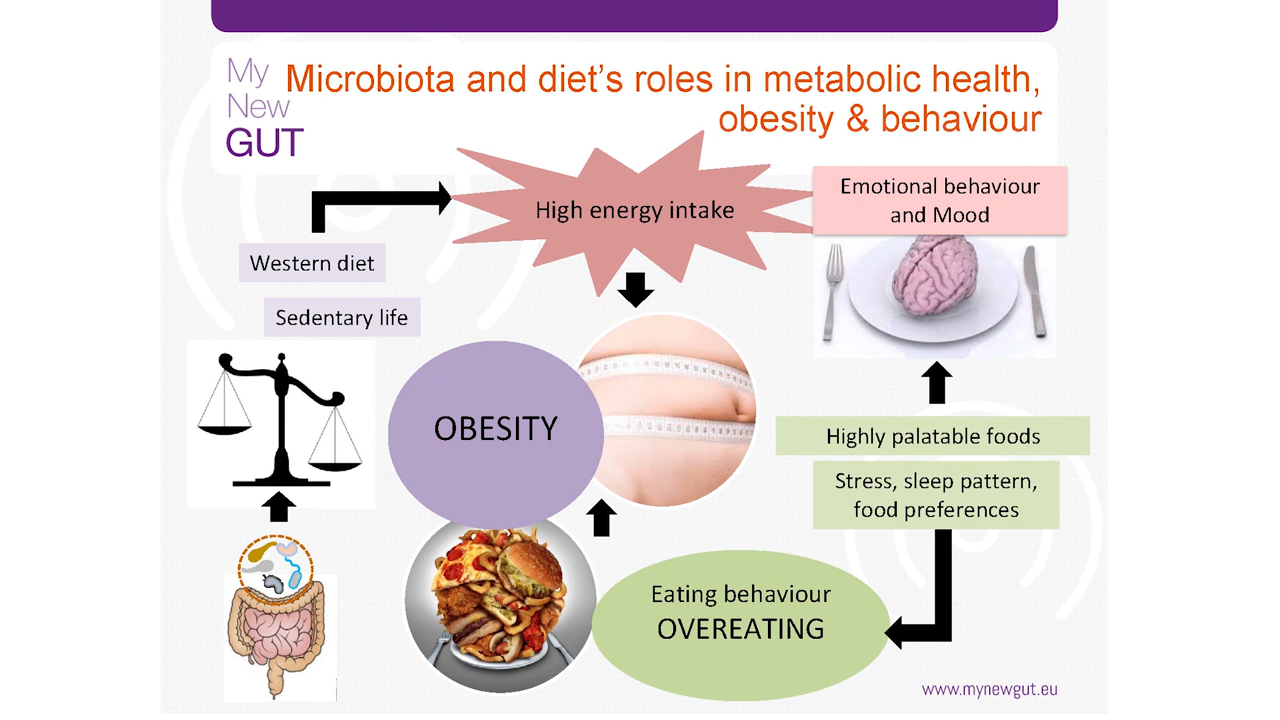 My
New
GUT
Microbiota and diet's roles in metabolic health,
obesity & behaviour
High energy intake
Emotional behaviour
and Mood
Western diet
Sedentary life
OBESITY
Highly palatable foods
Stress, sleep pattern,
food preferences
Eating behaviour
OVEREATING
www.mynewgut.eu